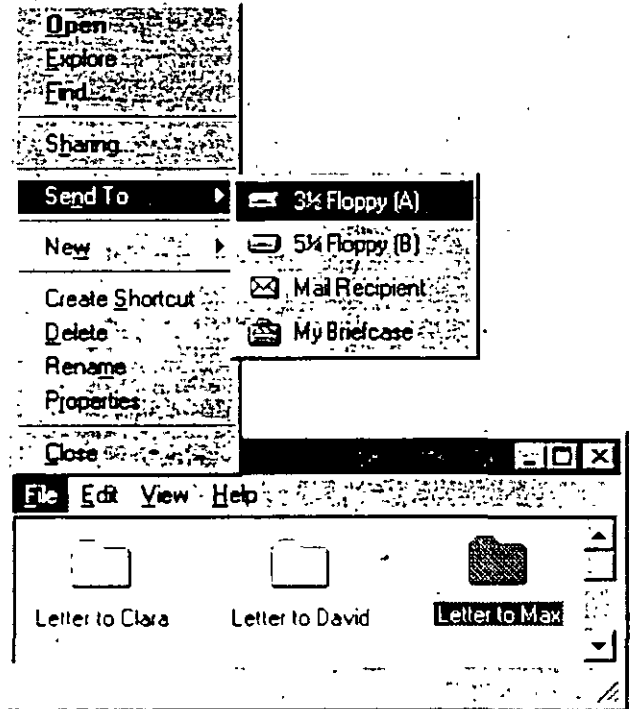 Open
Explore
Find...
Sharing...
Send To
3½ Floppy (A)
5¼ Floppy (B)
Mail Recipient
My Briefcase
New
Create Shortcut
Delete
Rename
Properties
Close
File Edit View Help
Letter to Clara Letter to David Letter to Max